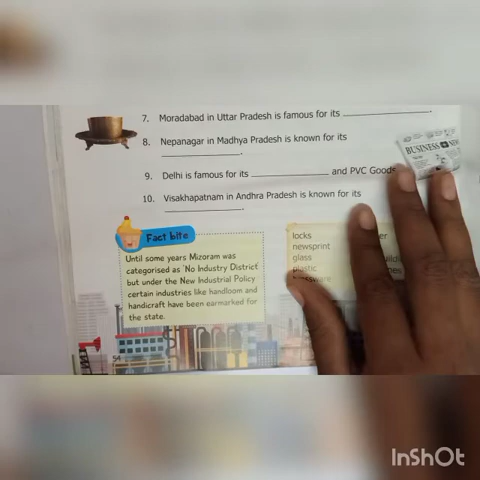 7. Moradabad in Uttar Pradesh is famous for its
8. Nepanagar in Madhya Pradesh is known for its
9. Delhi is famous for its and PVC Goods
10. Visakhapatnam in Andhra Pradesh is known for its
BUSINESS
Fact bite
Until some years Mizoram was
categorised as 'No Industry District'
but under the New Industrial Policy
certain industries like handloom and
handicraft have been earmarked for
the state.
locks
newsprint
glass
plastic
54
InShOt